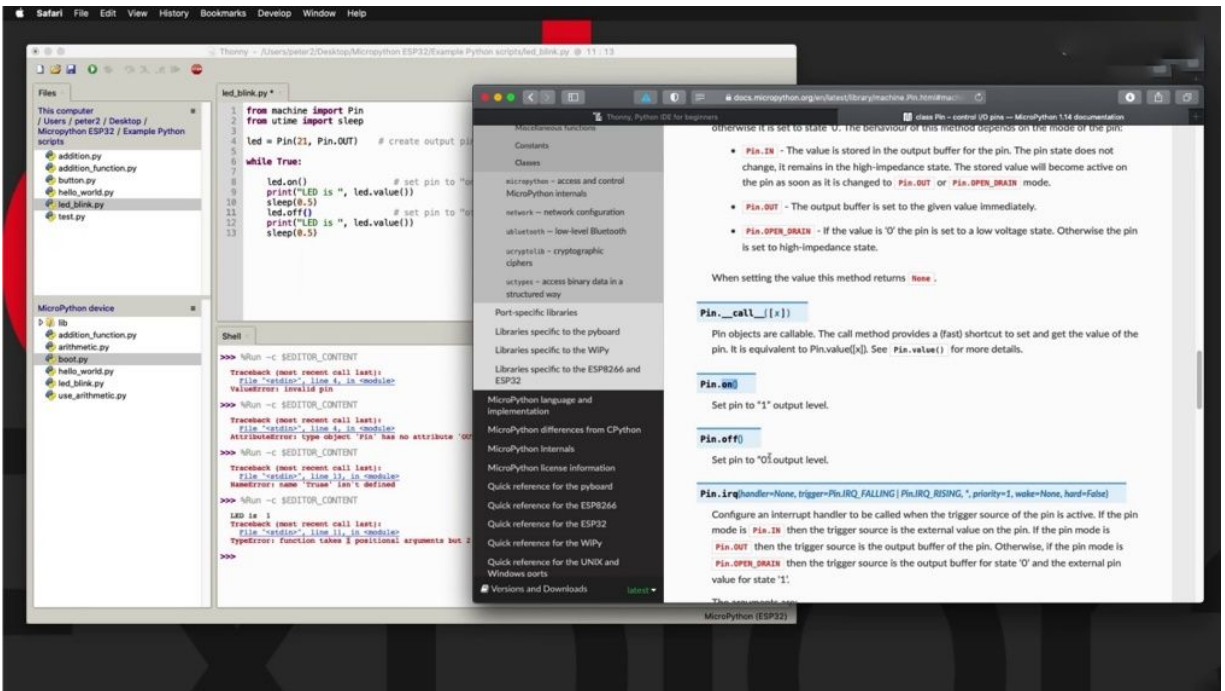 Safari File Edit View History Bookmarks Develop Window Help
Thonny - /Users/peter2/Desktop/Micropython ESP32/Example Python scripts/led_blink.py @ 11 : 13
Files
This computer
/ Users / peter2 / Desktop /
Micropython ESP32 / Example Python
scripts
addition.py
addition_function.py
button.py
hello_world.py
led_blink.py
test.py
MicroPython device
lib
addition_function.py
arithmetic.py
boot.py
hello_world.py
led_blink.py
use_arithmetic.py
led_blink.py *
1 from machine import Pin
2 from utime import sleep
3
4 led = Pin(21, Pin.OUT) # create output pi
5
6 while True:
7
8 led.on() # set pin to "o
9 print("LED is ", led.value())
10 sleep(0.5)
11 led.off() # set pin to "o
12 print("LED is ", led.value())
13 sleep(0.5)
Shell
>>> %Run -c $EDITOR_CONTENT
Traceback (most recent call last):
File "<stdin>", line 4, in <module>
ValueError: invalid pin
>>> %Run -c $EDITOR_CONTENT
Traceback (most recent call last):
File "<stdin>", line 4, in <module>
AttributeError: type object 'Pin' has no attribute 'OU
>>> %Run -c $EDITOR_CONTENT
Traceback (most recent call last):
File "<stdin>", line 13, in <module>
NameError: name 'Truae' isn't defined
>>> %Run -c $EDITOR_CONTENT
LED is 1
Traceback (most recent call last):
File "<stdin>", line 11, in <module>
TypeError: function takes 1 positional arguments but 2
>>>
MicroPython (ESP32)
docs.micropython.org/en/latest/library/machine.Pin.html#mach
Thonny, Python IDE for beginners
class Pin – control I/O pins — MicroPython 1.14 documentation
Miscellaneous functions
Constants
Classes
micropython – access and control
MicroPython internals
network — network configuration
ubluetooth — low-level Bluetooth
ucryptolib – cryptographic
ciphers
uctypes – access binary data in a
structured way
Port-specific libraries
Libraries specific to the pyboard
Libraries specific to the WiPy
Libraries specific to the ESP8266 and
ESP32
MicroPython language and
implementation
MicroPython differences from CPython
MicroPython Internals
MicroPython license information
Quick reference for the pyboard
Quick reference for the ESP8266
Quick reference for the ESP32
Quick reference for the WiPy
Quick reference for the UNIX and
Windows ports
Versions and Downloads latest
otherwise it is set to state '0'. The behaviour of this method depends on the mode of the pin:
• Pin.IN - The value is stored in the output buffer for the pin. The pin state does not
change, it remains in the high-impedance state. The stored value will become active on
the pin as soon as it is changed to Pin.OUT or Pin.OPEN_DRAIN mode.
• Pin.OUT - The output buffer is set to the given value immediately.
• Pin.OPEN_DRAIN - If the value is '0' the pin is set to a low voltage state. Otherwise the pin
is set to high-impedance state.
When setting the value this method returns None .
Pin.__call__([x])
Pin objects are callable. The call method provides a (fast) shortcut to set and get the value of the
pin. It is equivalent to Pin.value([x]). See Pin.value() for more details.
Pin.on()
Set pin to "1" output level.
Pin.off()
Set pin to "0" output level.
Pin.irq(handler=None, trigger=Pin.IRQ_FALLING | Pin.IRQ_RISING, *, priority=1, wake=None, hard=False)
Configure an interrupt handler to be called when the trigger source of the pin is active. If the pin
mode is Pin.IN then the trigger source is the external value on the pin. If the pin mode is
Pin.OUT then the trigger source is the output buffer of the pin. Otherwise, if the pin mode is
Pin.OPEN_DRAIN then the trigger source is the output buffer for state '0' and the external pin
value for state '1'.
The arguments are: